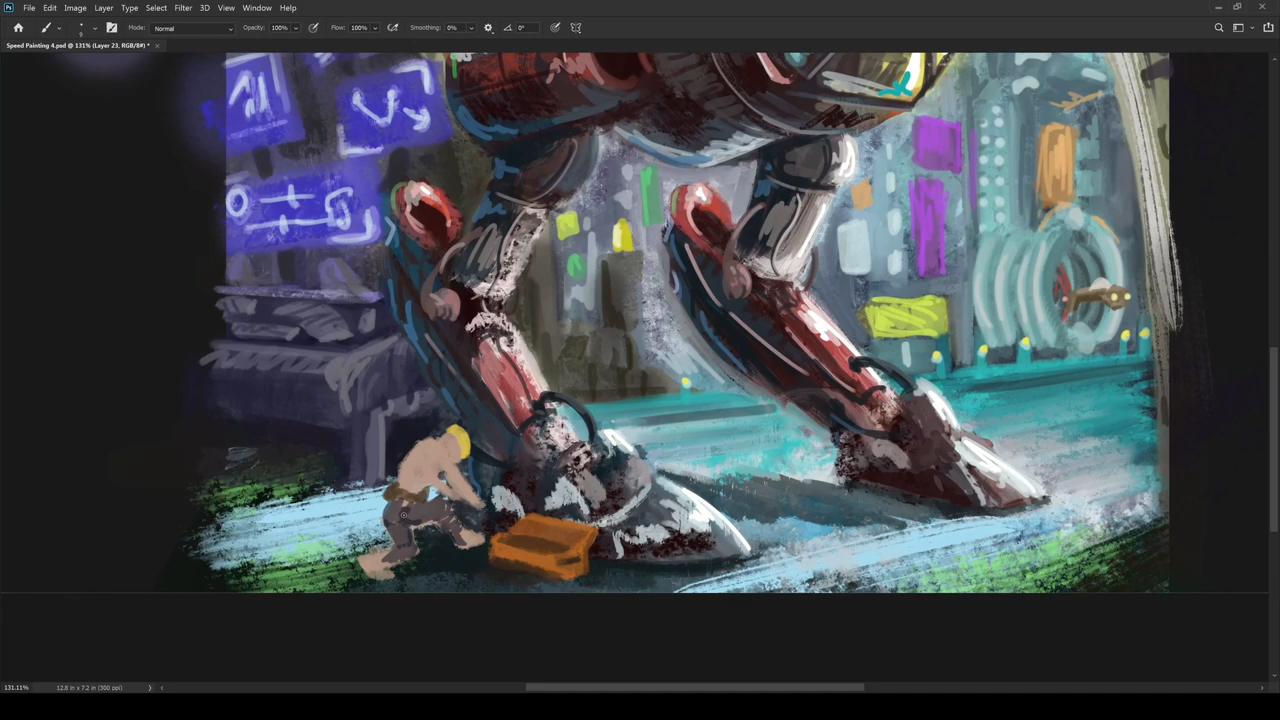 Ps File Edit Image Layer Type Select Filter 3D View Window Help
9 Mode: Normal Opacity: 100% Flow: 100% Smoothing: 0% 0°
Speed Painting 4.psd @ 131% (Layer 23, RGB/8#) * ×
131.11% 12.8 in x 7.2 in (300 ppi)